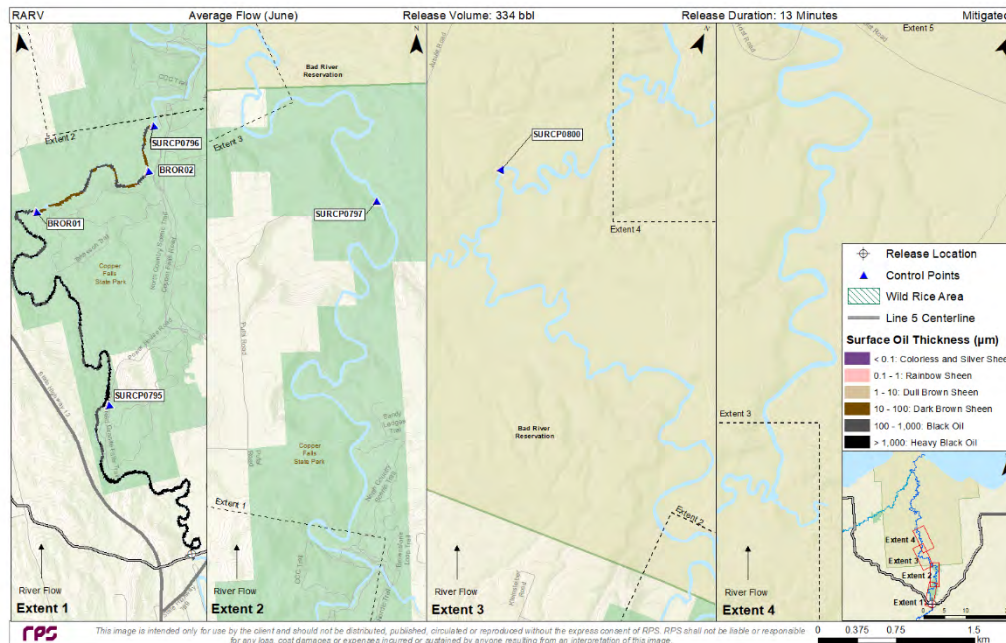 RARV
Average Flow (June)
Release Volume: 334 bbl
Release Duration: 13 Minutes
Mitigated
Extent 2
SURCP0796
BROR02
BROR01
Copper
Falls
State Park
North Country Scenic Trail
SURCP0795
River Flow
Extent 1
Bad River
Reservation
Extent 3
SURCP0797
Copper
Falls
State Park
Extent 1
River Flow
Extent 2
SURCP0800
Extent 4
Bad River
Reservation
Extent 2
River Flow
Extent 3
Extent 5
Extent 3
River Flow
Extent 4
Release Location
Control Points
Wild Rice Area
Line 5 Centerline
Surface Oil Thickness (µm)
< 0.1: Colorless and Silver Shee
0.1 - 1: Rainbow Sheen
1 - 10: Dull Brown Sheen
10 - 100: Dark Brown Sheen
100 - 1,000: Black Oil
> 1,000: Heavy Black Oil
Extent 4
Extent 3
Extent 2
Extent 1
5 10
rps
This image is intended only for use by the client and should not be distributed, published, circulated or reproduced without the express consent of RPS. RPS shall not be liable or responsible
for any loss, cost damages or expenses incurred or sustained by anyone resulting from an interpretation of this image.
0 0.375 0.75 1.5
km